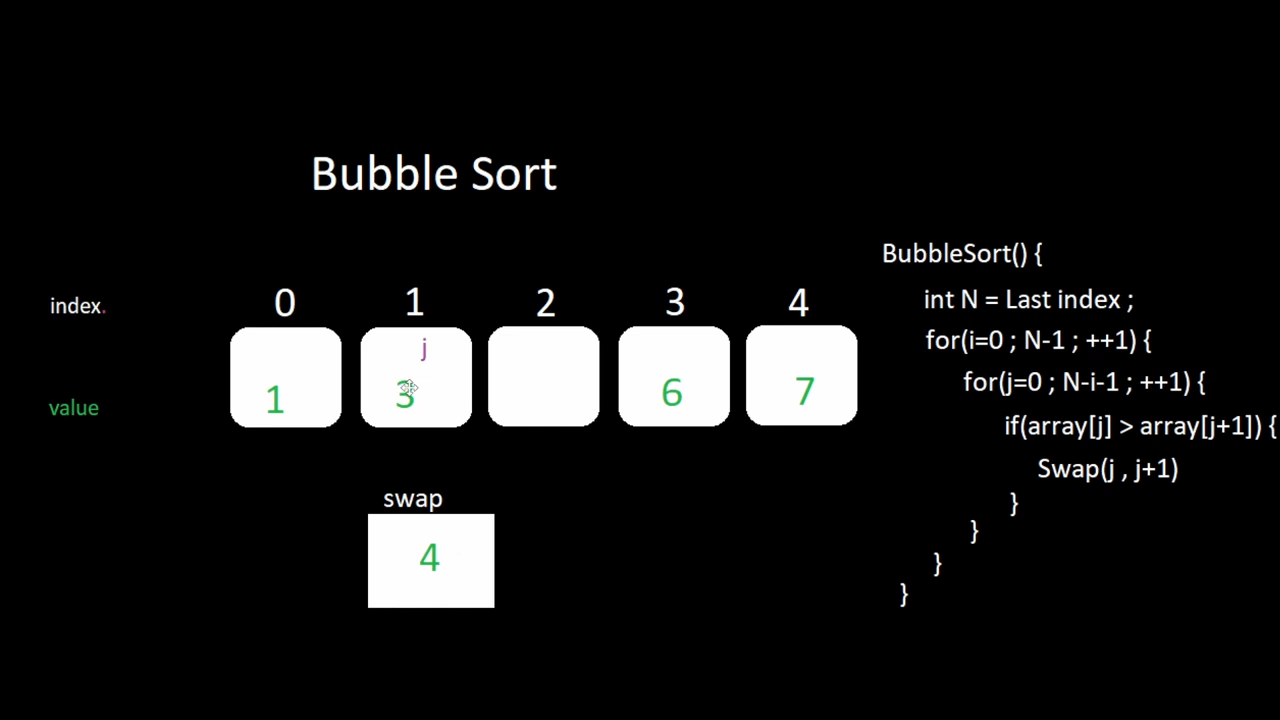 Bubble Sort
index.
0 1 2 3 4
j
value
1 3 6 7
swap
4
BubbleSort() {
int N = Last index ;
for(i=0 ; N-1 ; ++1) {
for(j=0 ; N-i-1 ; ++1) {
if(array[j] > array[j+1]) {
Swap(j , j+1)
}
}
}
}